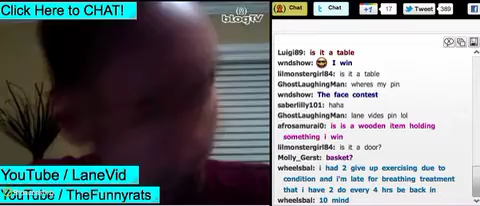 Click Here to CHAT!
blogTV
YouTube / LaneVid
YouTube / TheFunnyrats
Chat
Chat
+1
17
Tweet
389
Luigi89: is it a table
wndshow: I win
lilmonstergirl84: is it a table
GhostLaughingMan: wheres my pin
wndshow: The face contest
saberlilly101: haha
GhostLaughingMan: lane vides pin lol
afrosamurai0: is is a wooden item holding
something i win
lilmonstergirl84: is it a door?
Molly_Gerst: basket?
wheelsbal: i had 2 give up exercising due to
condition and i'm late for breathing treatment
that i have 2 do every 4 hrs be back in
wheelsbal: 10 mind